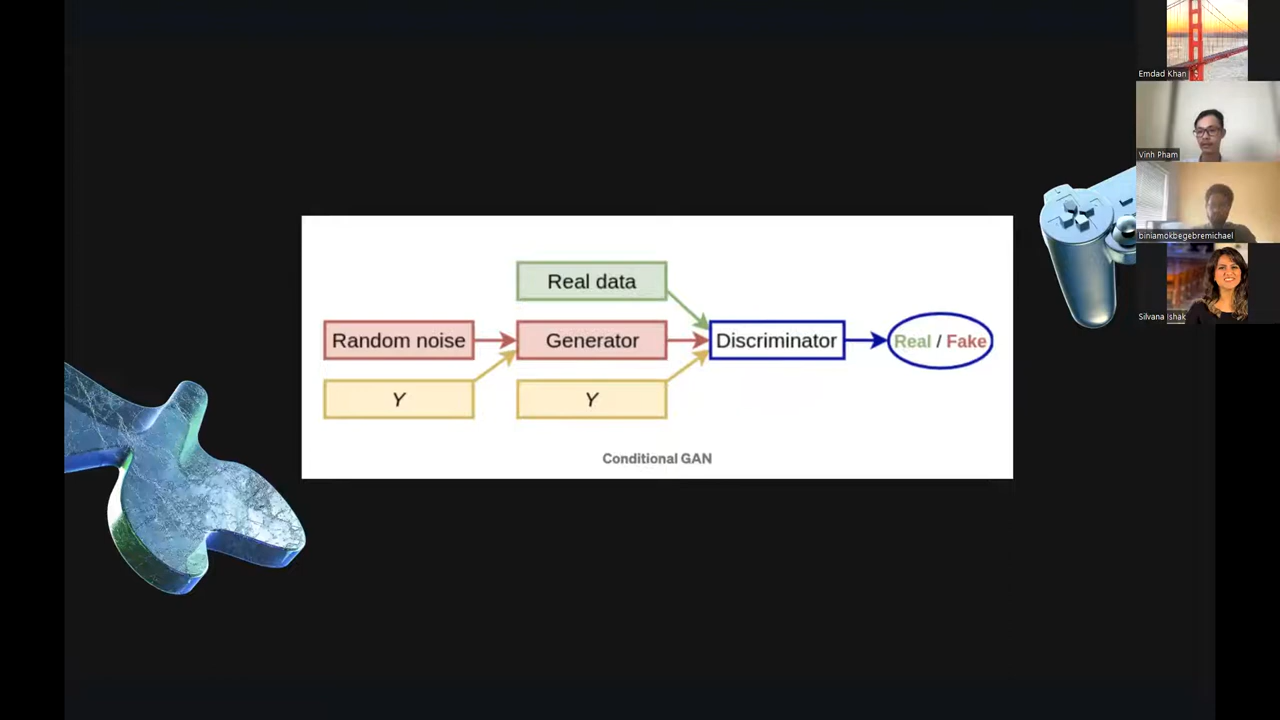 Real data
Random noise
Generator
Discriminator
Real / Fake
Y
Y
Conditional GAN
Emdad Khan
Vinh Pham
biniamokbegebremichael
Silvana Ishak